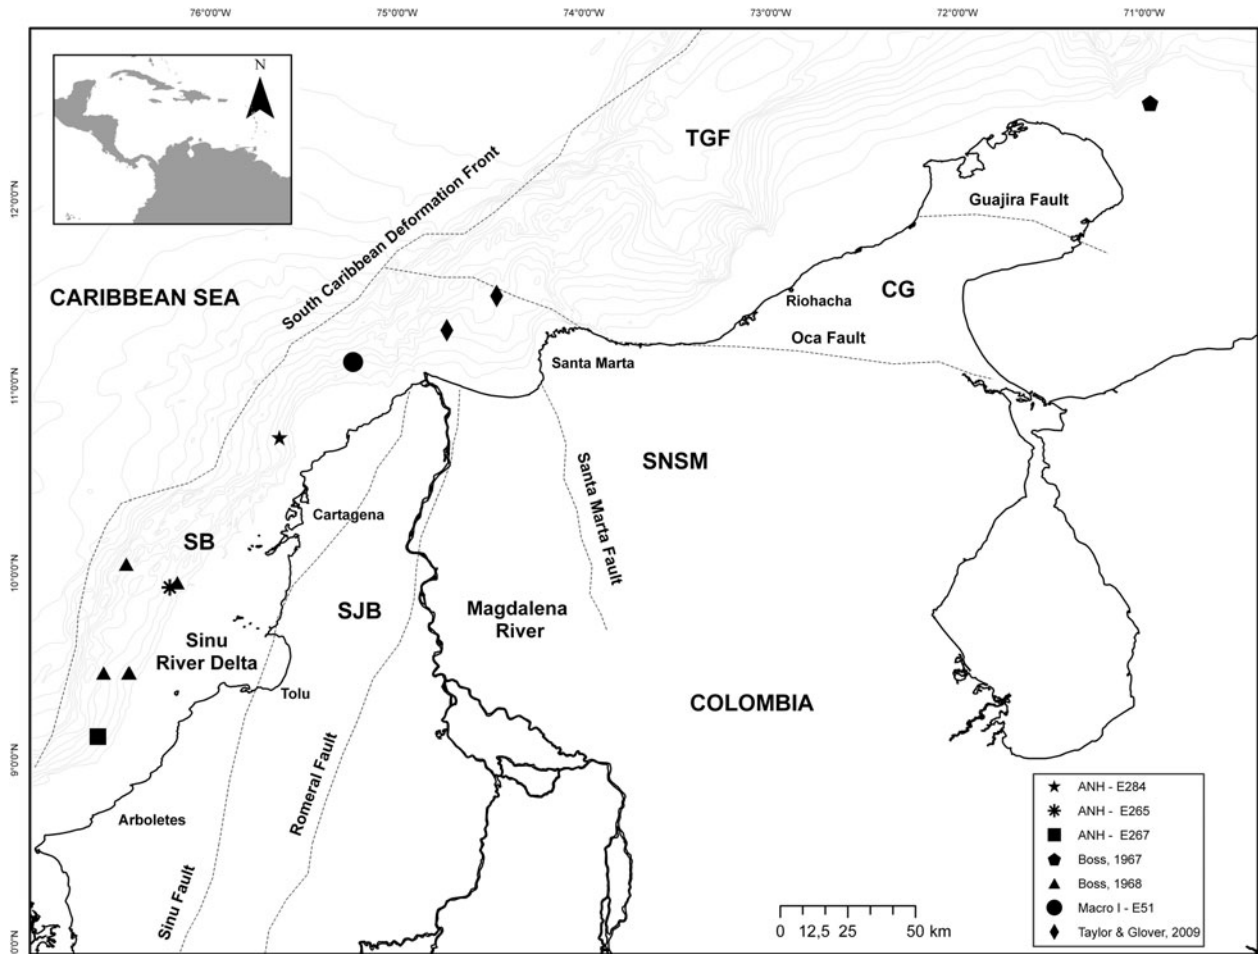 76°0'0"W
75°0'0"W
74°0'0"W
73°0'0"W
72°0'0"W
71°0'0"W
N
TGF
South Caribbean Deformation Front
12°0'0"N
Guajira Fault
CARIBBEAN SEA
CG
Riohacha
Oca Fault
Santa Marta
11°0'0"N
SNSM
Santa Marta Fault
Cartagena
SB
10°0'0"N
SJB
Magdalena
River
Sinu
River Delta
Tolu
COLOMBIA
9°0'0"N
Romeral Fault
Arboletes
Sinu Fault
ANH - E284
ANH - E265
ANH - E267
Boss, 1967
Boss, 1968
Macro I - E51
Taylor & Glover, 2009
0 12,5 25 50 km
0'0"N